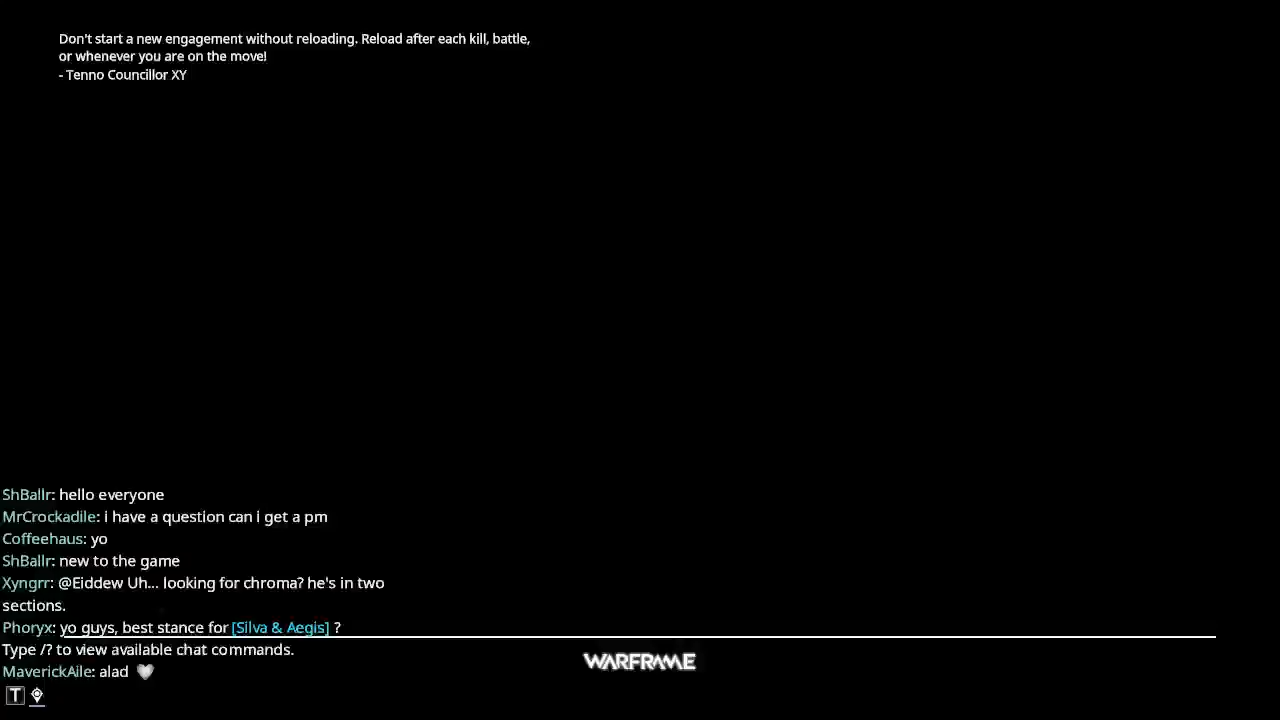 Don't start a new engagement without reloading. Reload after each kill, battle,
or whenever you are on the move!
- Tenno Councillor XY
ShBallr: hello everyone
MrCrockadile: i have a question can i get a pm
Coffeehaus: yo
ShBallr: new to the game
Xyngrr: @Eiddew Uh... looking for chroma? he's in two
sections.
Phoryx: yo guys, best stance for [Silva & Aegis] ?
Type /? to view available chat commands.
WARFRAME
MaverickAile: alad 🤍
T